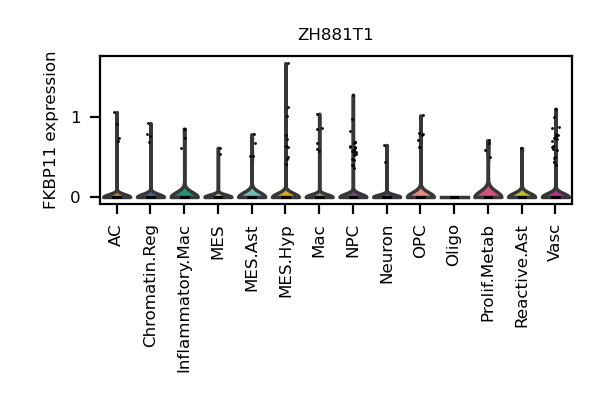 ZH881T1
FKBP11 expression
1
0
AC
Chromatin.Reg
Inflammatory.Mac
MES
MES.Ast
MES.Hyp
Mac
NPC
Neuron
OPC
Oligo
Prolif.Metab
Reactive.Ast
Vasc